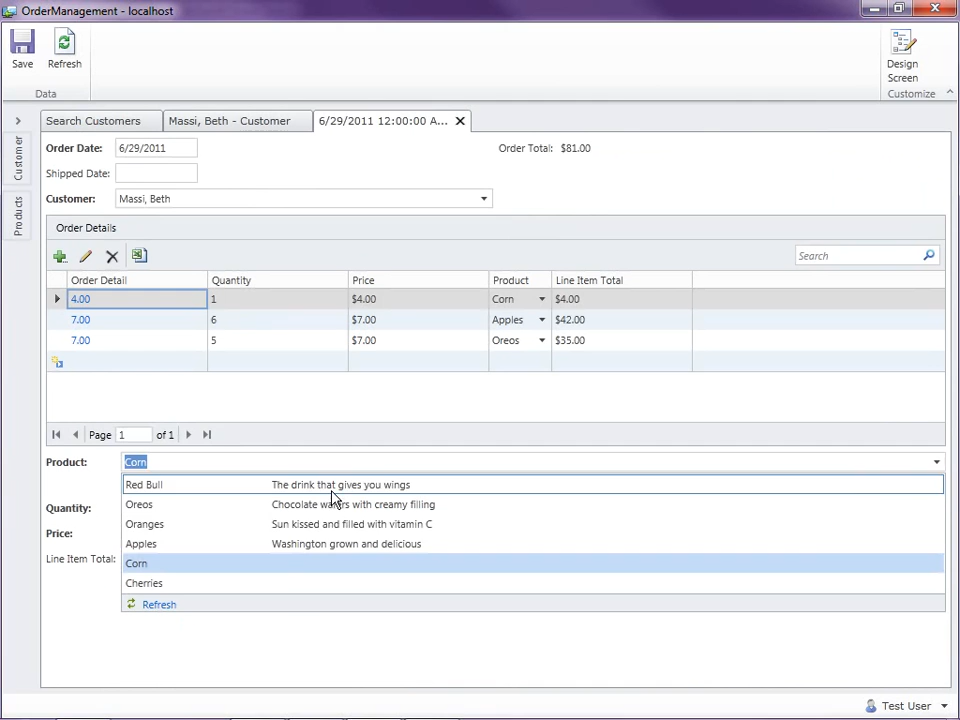 OrderManagement - localhost
Save
Refresh
Design Screen
Data
Customize
Search Customers
Massi, Beth - Customer
6/29/2011 12:00:00 A...
Customer
Products
Order Date: 6/29/2011
Order Total: $81.00
Shipped Date:
Customer: Massi, Beth
Order Details
Search
Order Detail Quantity Price Product Line Item Total
4.00 1 $4.00 Corn $4.00
7.00 6 $7.00 Apples $42.00
7.00 5 $7.00 Oreos $35.00
Page 1 of 1
Product: Corn
Red Bull The drink that gives you wings
Oreos Chocolate wafers with creamy filling
Quantity:
Oranges Sun kissed and filled with vitamin C
Price:
Apples Washington grown and delicious
Line Item Total:
Corn
Cherries
Refresh
Test User